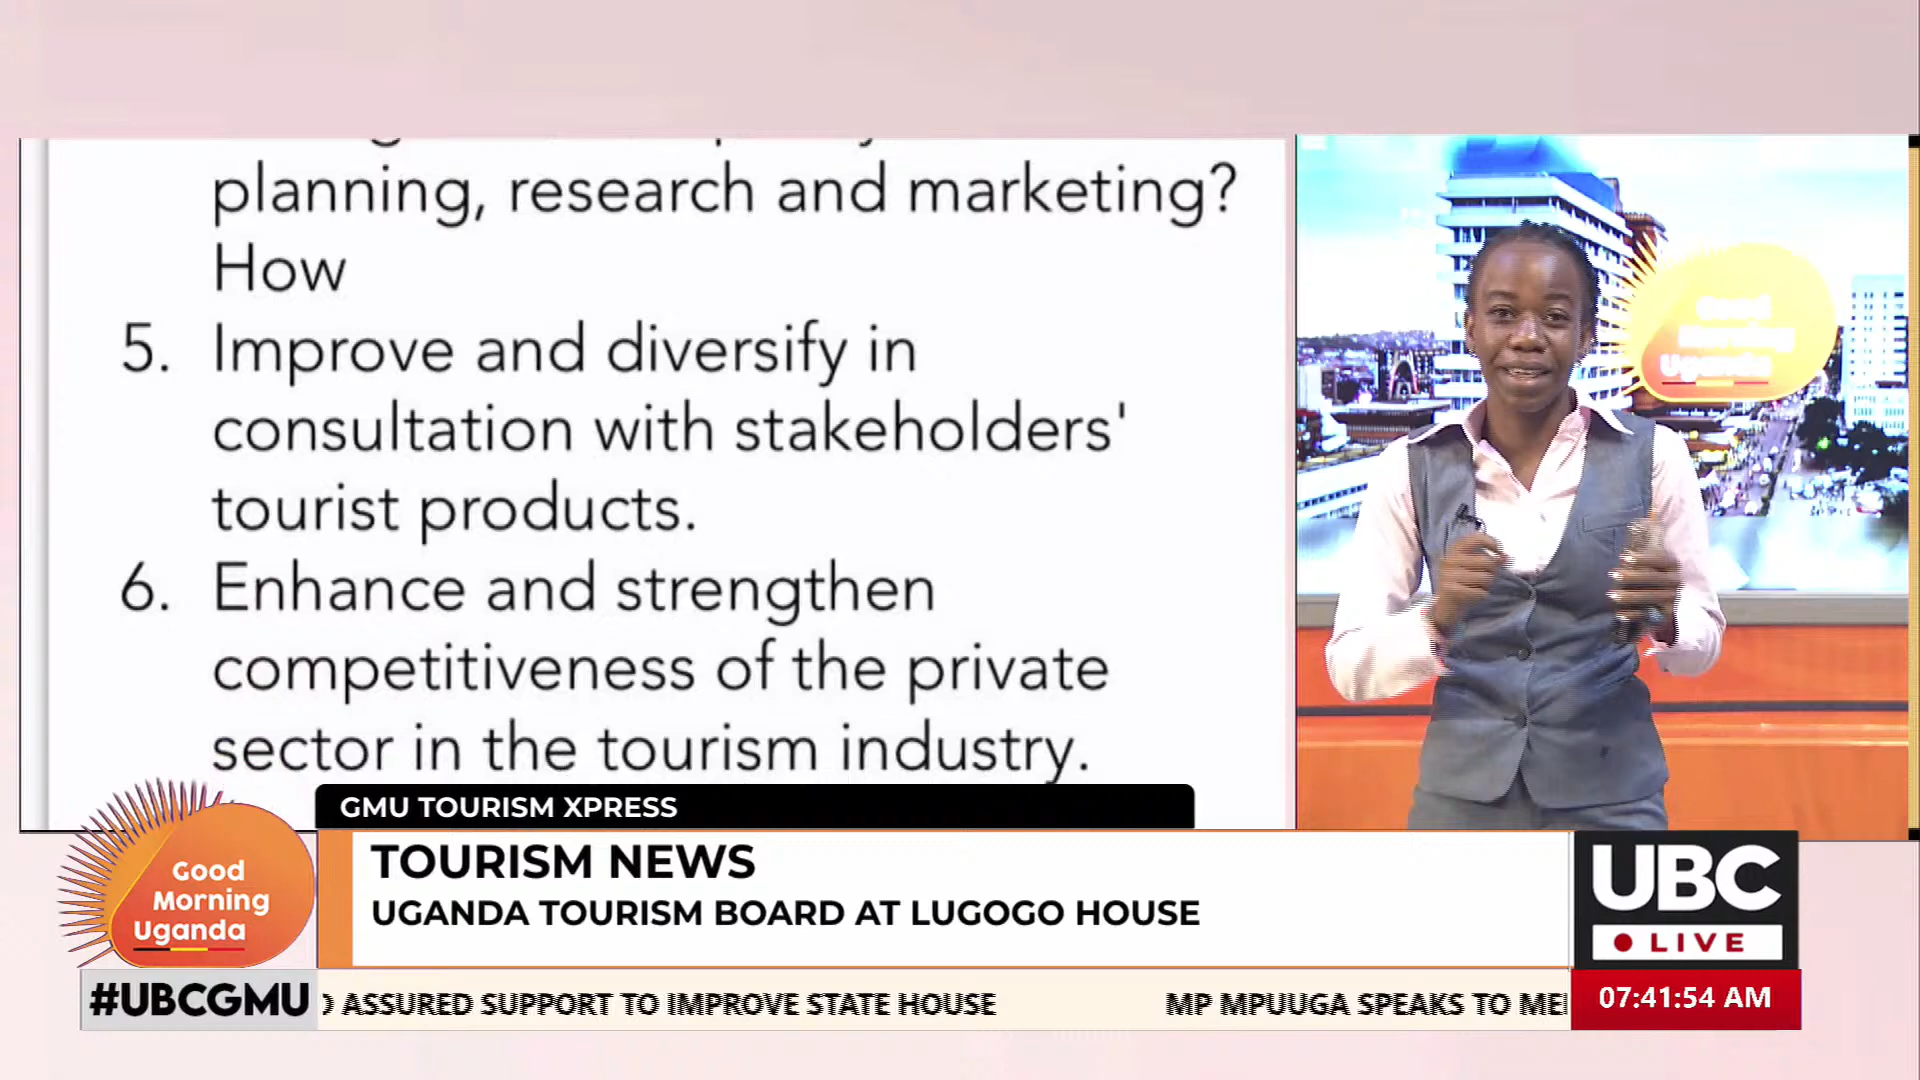 planning, research and marketing?
How
5. Improve and diversify in
consultation with stakeholders'
tourist products.
6. Enhance and strengthen
competitiveness of the private
sector in the tourism industry.
Good
Morning
Uganda
GMU TOURISM XPRESS
TOURISM NEWS
UGANDA TOURISM BOARD AT LUGOGO HOUSE
Good
Morning
Uganda
UBC
LIVE
#UBCGMU
ASSURED SUPPORT TO IMPROVE STATE HOUSE
MP MPUUGA SPEAKS TO
07:41:54 AM